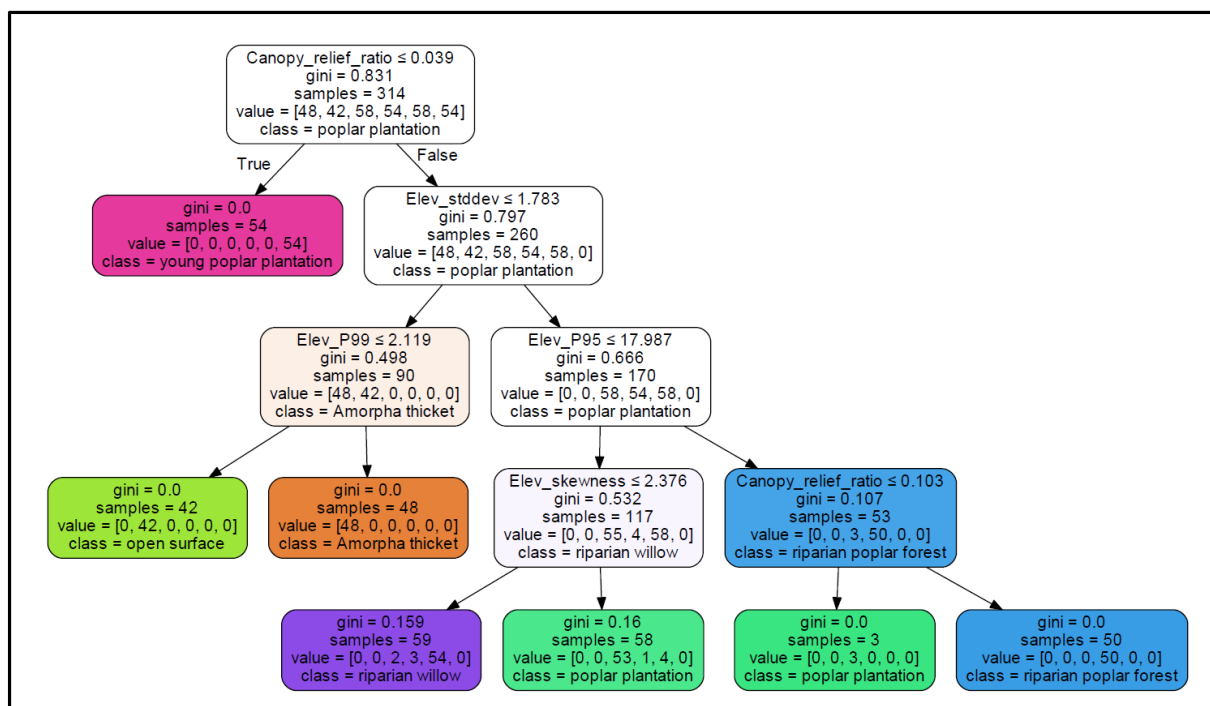 Canopy_relief_ratio ≤ 0.039
gini = 0.831
samples = 314
value = [48, 42, 58, 54, 58, 54]
class = poplar plantation
True
False
gini = 0.0
samples = 54
value = [0, 0, 0, 0, 0, 54]
class = young poplar plantation
Elev_stddev ≤ 1.783
gini = 0.797
samples = 260
value = [48, 42, 58, 54, 58, 0]
class = poplar plantation
Elev_P99 ≤ 2.119
gini = 0.498
samples = 90
value = [48, 42, 0, 0, 0, 0]
class = Amorpha thicket
Elev_P95 ≤ 17.987
gini = 0.666
samples = 170
value = [0, 0, 58, 54, 58, 0]
class = poplar plantation
gini = 0.0
samples = 42
value = [0, 42, 0, 0, 0, 0]
class = open surface
gini = 0.0
samples = 48
value = [48, 0, 0, 0, 0, 0]
class = Amorpha thicket
Elev_skewness ≤ 2.376
gini = 0.532
samples = 117
value = [0, 0, 55, 4, 58, 0]
class = riparian willow
Canopy_relief_ratio ≤ 0.103
gini = 0.107
samples = 53
value = [0, 0, 3, 50, 0, 0]
class = riparian poplar forest
gini = 0.159
samples = 59
value = [0, 0, 2, 3, 54, 0]
class = riparian willow
gini = 0.16
samples = 58
value = [0, 0, 53, 1, 4, 0]
class = poplar plantation
gini = 0.0
samples = 3
value = [0, 0, 3, 0, 0, 0]
class = poplar plantation
gini = 0.0
samples = 50
value = [0, 0, 0, 50, 0, 0]
class = riparian poplar forest